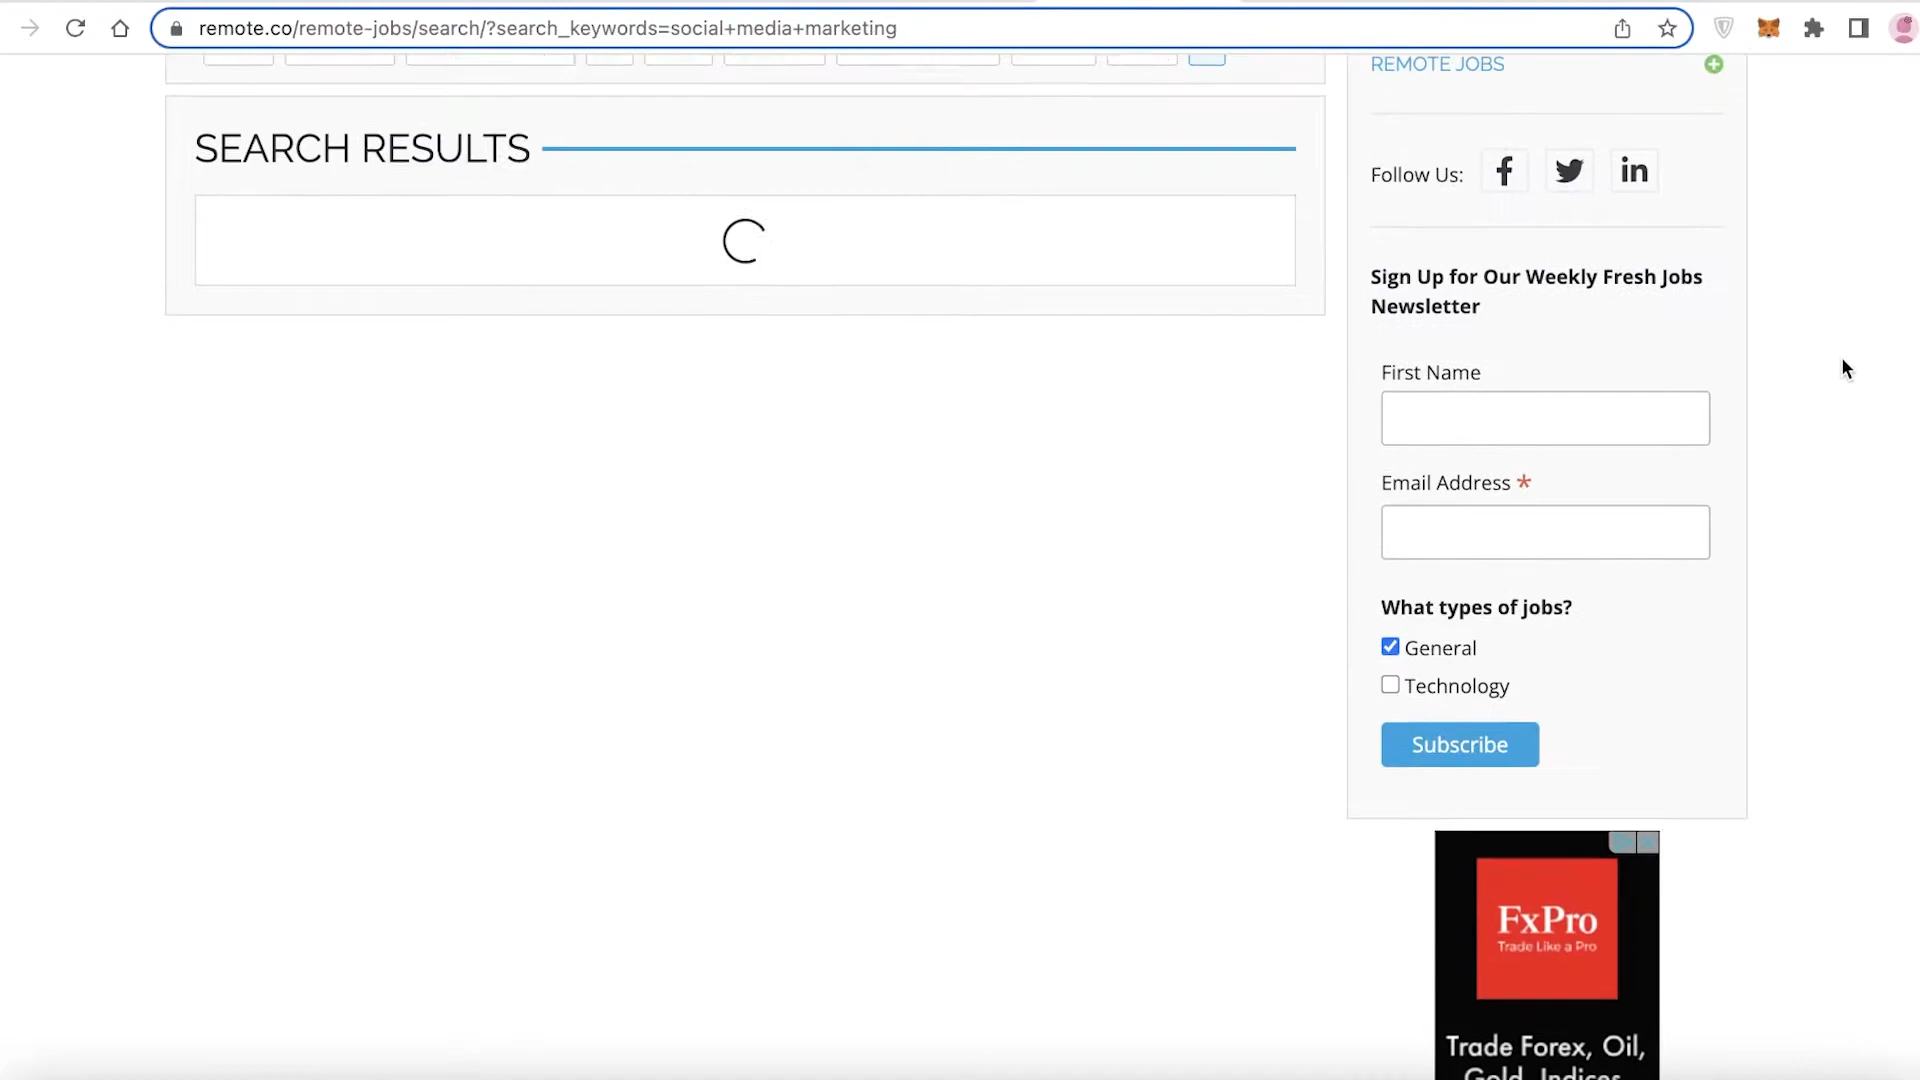 remote.co/remote-jobs/search/?search_keywords=social+media+marketing
REMOTE JOBS
SEARCH RESULTS
Follow Us:
Sign Up for Our Weekly Fresh Jobs
Newsletter
First Name
Email Address *
What types of jobs?
General
Technology
Subscribe
FxPro
Trade Like a Pro
Trade Forex, Oil,
Gold, Indices